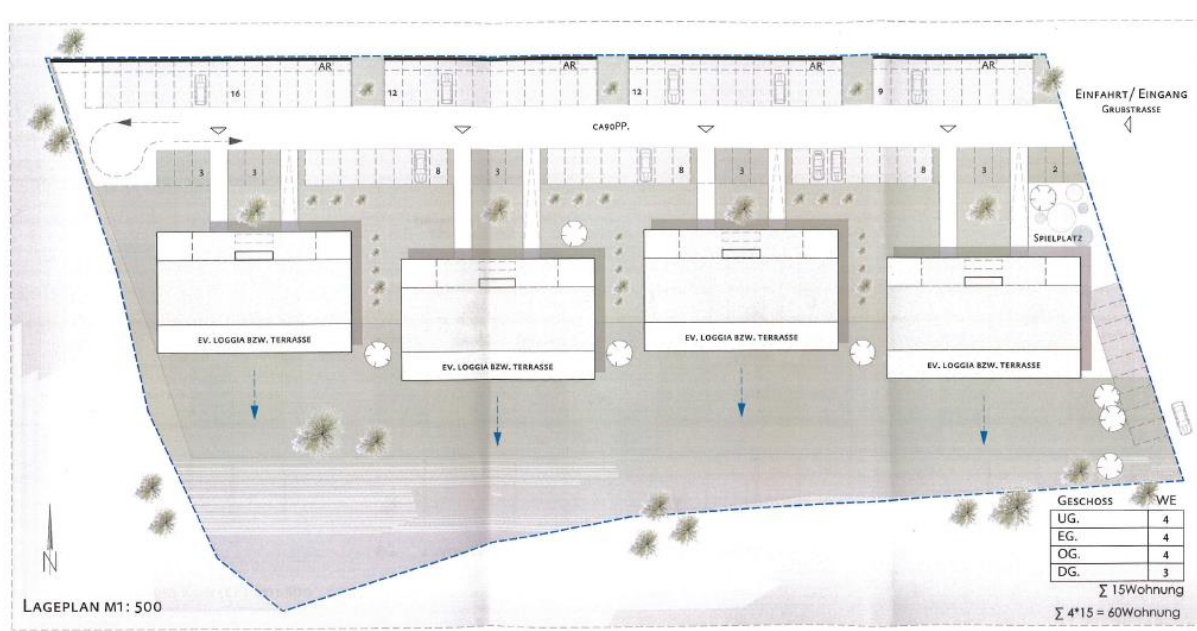 AR
AR
AR
AR
16
12
12
9
EINFAHRT/ EINGANG
GRUBSTRASSE
CA90PP.
3
3
8
3
8
3
8
3
2
SPIELPLATZ
EV. LOGGIA BZW. TERRASSE
EV. LOGGIA BZW. TERRASSE
EV. LOGGIA BZW. TERRASSE
EV. LOGGIA BZW. TERRASSE
GESCHOSS WE
UG. 4
EG. 4
OG. 4
DG. 3
∑ 15Wohnung
∑ 4*15 = 60Wohnung
N
LAGEPLAN M1: 500